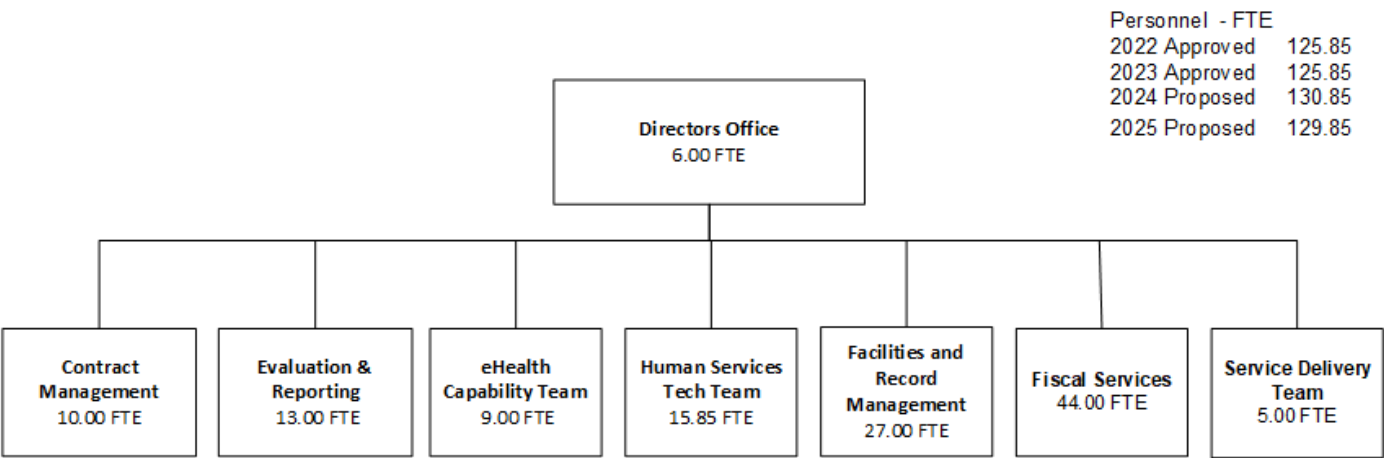 Personnel - FTE
2022 Approved 125.85
2023 Approved 125.85
2024 Proposed 130.85
2025 Proposed 129.85
Directors Office
6.00 FTE
Contract
Management
10.00 FTE
Evaluation &
Reporting
13.00 FTE
eHealth
Capability Team
9.00 FTE
Human Services
Tech Team
15.85 FTE
Facilities and
Record
Management
27.00 FTE
Fiscal Services
44.00 FTE
Service Delivery
Team
5.00 FTE